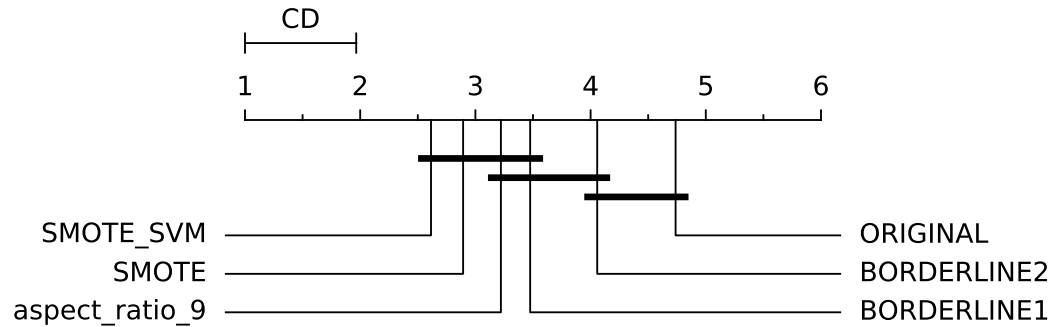 CD
1 2 3 4 5 6
SMOTE_SVM ORIGINAL
SMOTE BORDERLINE2
aspect_ratio_9 BORDERLINE1